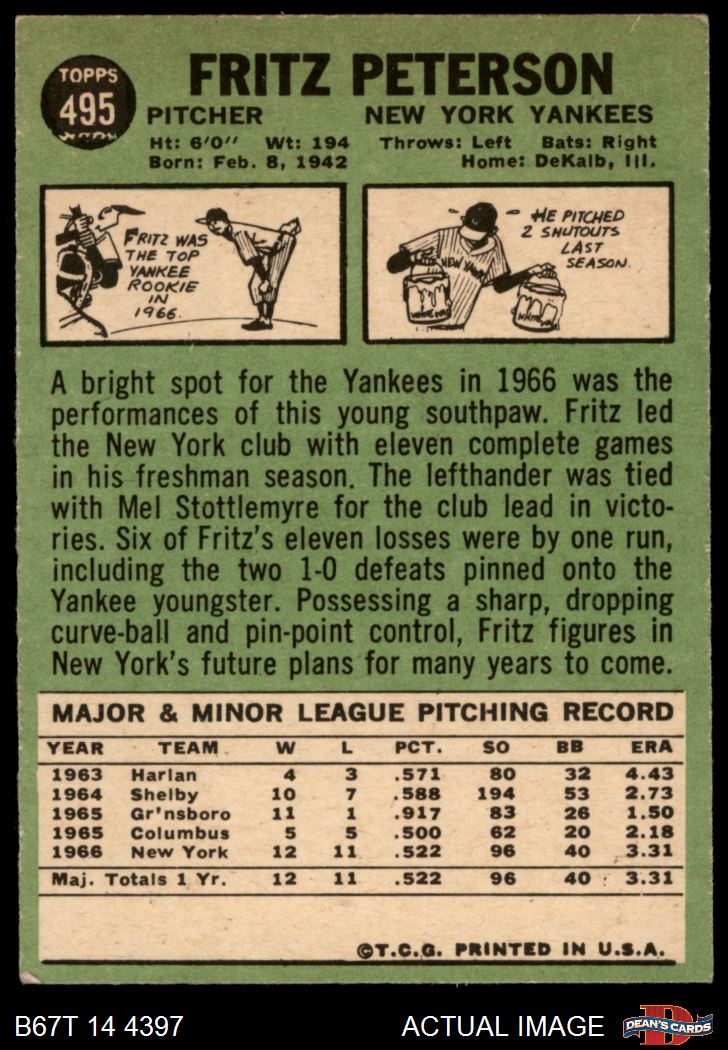 TOPPS
495
FRITZ PETERSON
PITCHER NEW YORK YANKEES
Ht: 6'0" Wt: 194 Throws: Left Bats: Right
Born: Feb. 8, 1942 Home: DeKalb, Ill.
FRITZ WAS
THE TOP
YANKEE
ROOKIE
IN
1966.
HE PITCHED
2 SHUTOUTS
LAST
SEASON.
NEW YANK
WHITEWAS
WHITEW
A bright spot for the Yankees in 1966 was the
performances of this young southpaw. Fritz led
the New York club with eleven complete games
in his freshman season. The lefthander was tied
with Mel Stottlemyre for the club lead in victo-
ries. Six of Fritz's eleven losses were by one run,
including the two 1-0 defeats pinned onto the
Yankee youngster. Possessing a sharp, dropping
curve-ball and pin-point control, Fritz figures in
New York's future plans for many years to come.
MAJOR & MINOR LEAGUE PITCHING RECORD
YEAR TEAM W L PCT. SO BB ERA
1963 Harlan 4 3 .571 80 32 4.43
1964 Shelby 10 7 .588 194 53 2.73
1965 Gr'nsboro 11 1 .917 83 26 1.50
1965 Columbus 5 5 .500 62 20 2.18
1966 New York 12 11 .522 96 40 3.31
Maj. Totals 1 Yr. 12 11 .522 96 40 3.31
©T.C.G. PRINTED IN U.S.A.
B67T 14 4397 ACTUAL IMAGE
D
DEAN'S CARDS